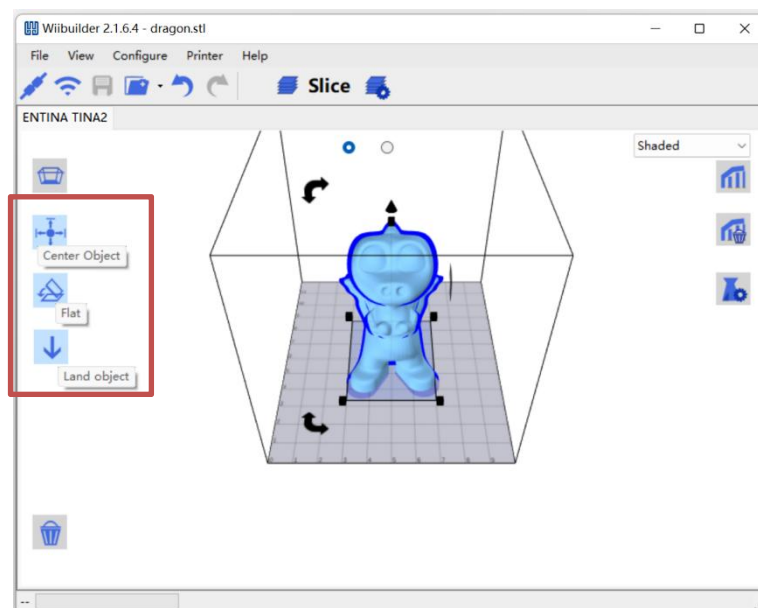 Wiibuilder 2.1.6.4 - dragon.stl
File View Configure Printer Help
Slice
ENTINA TINA2
Shaded
Center Object
Flat
Land object
--